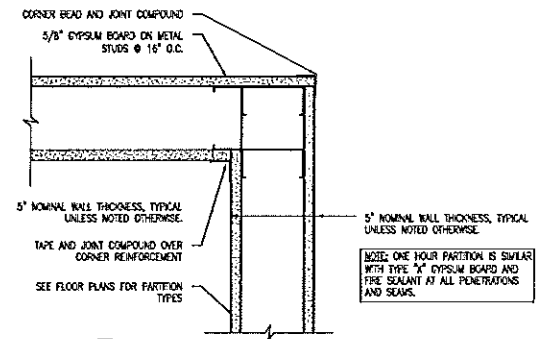 CORNER BEAD AND JOINT COMPOUND
5/8" GYPSUM BOARD ON METAL
STUDS @ 16" O.C.
5" NOMINAL WALL THICKNESS, TYPICAL
UNLESS NOTED OTHERWISE.
TAPE AND JOINT COMPOUND OVER
CORNER REINFORCEMENT
SEE FLOOR PLANS FOR PARTITION
TYPES
5" NOMINAL WALL THICKNESS, TYPICAL
UNLESS NOTED OTHERWISE.
NOTE: ONE HOUR PARTITION IS SIMILAR
WITH TYPE "X" GYPSUM BOARD AND
FIRE SEALANT AT ALL PENETRATIONS
AND SEAMS.